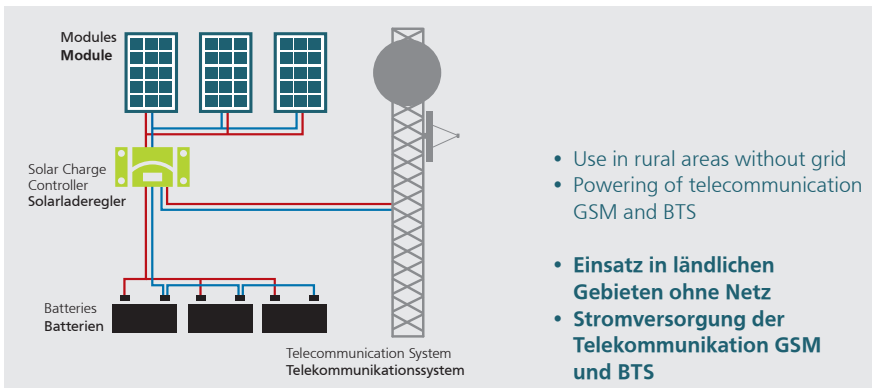 Modules
Module
Solar Charge
Controller
Solarladeregler
Batteries
Batterien
Telecommunication System
Telekommunikationssystem
• Use in rural areas without grid
• Powering of telecommunication
GSM and BTS
• Einsatz in ländlichen
Gebieten ohne Netz
• Stromversorgung der
Telekommunikation GSM
und BTS